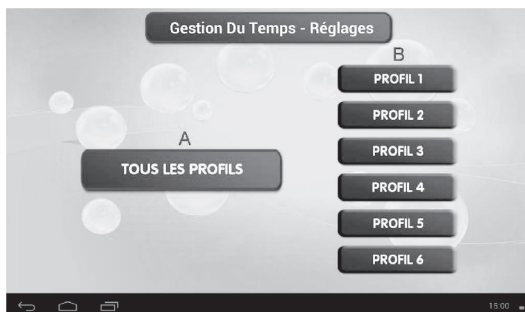 Gestion Du Temps - Réglages
A
TOUS LES PROFILS
B
PROFIL 1
PROFIL 2
PROFIL 3
PROFIL 4
PROFIL 5
PROFIL 6
15:00